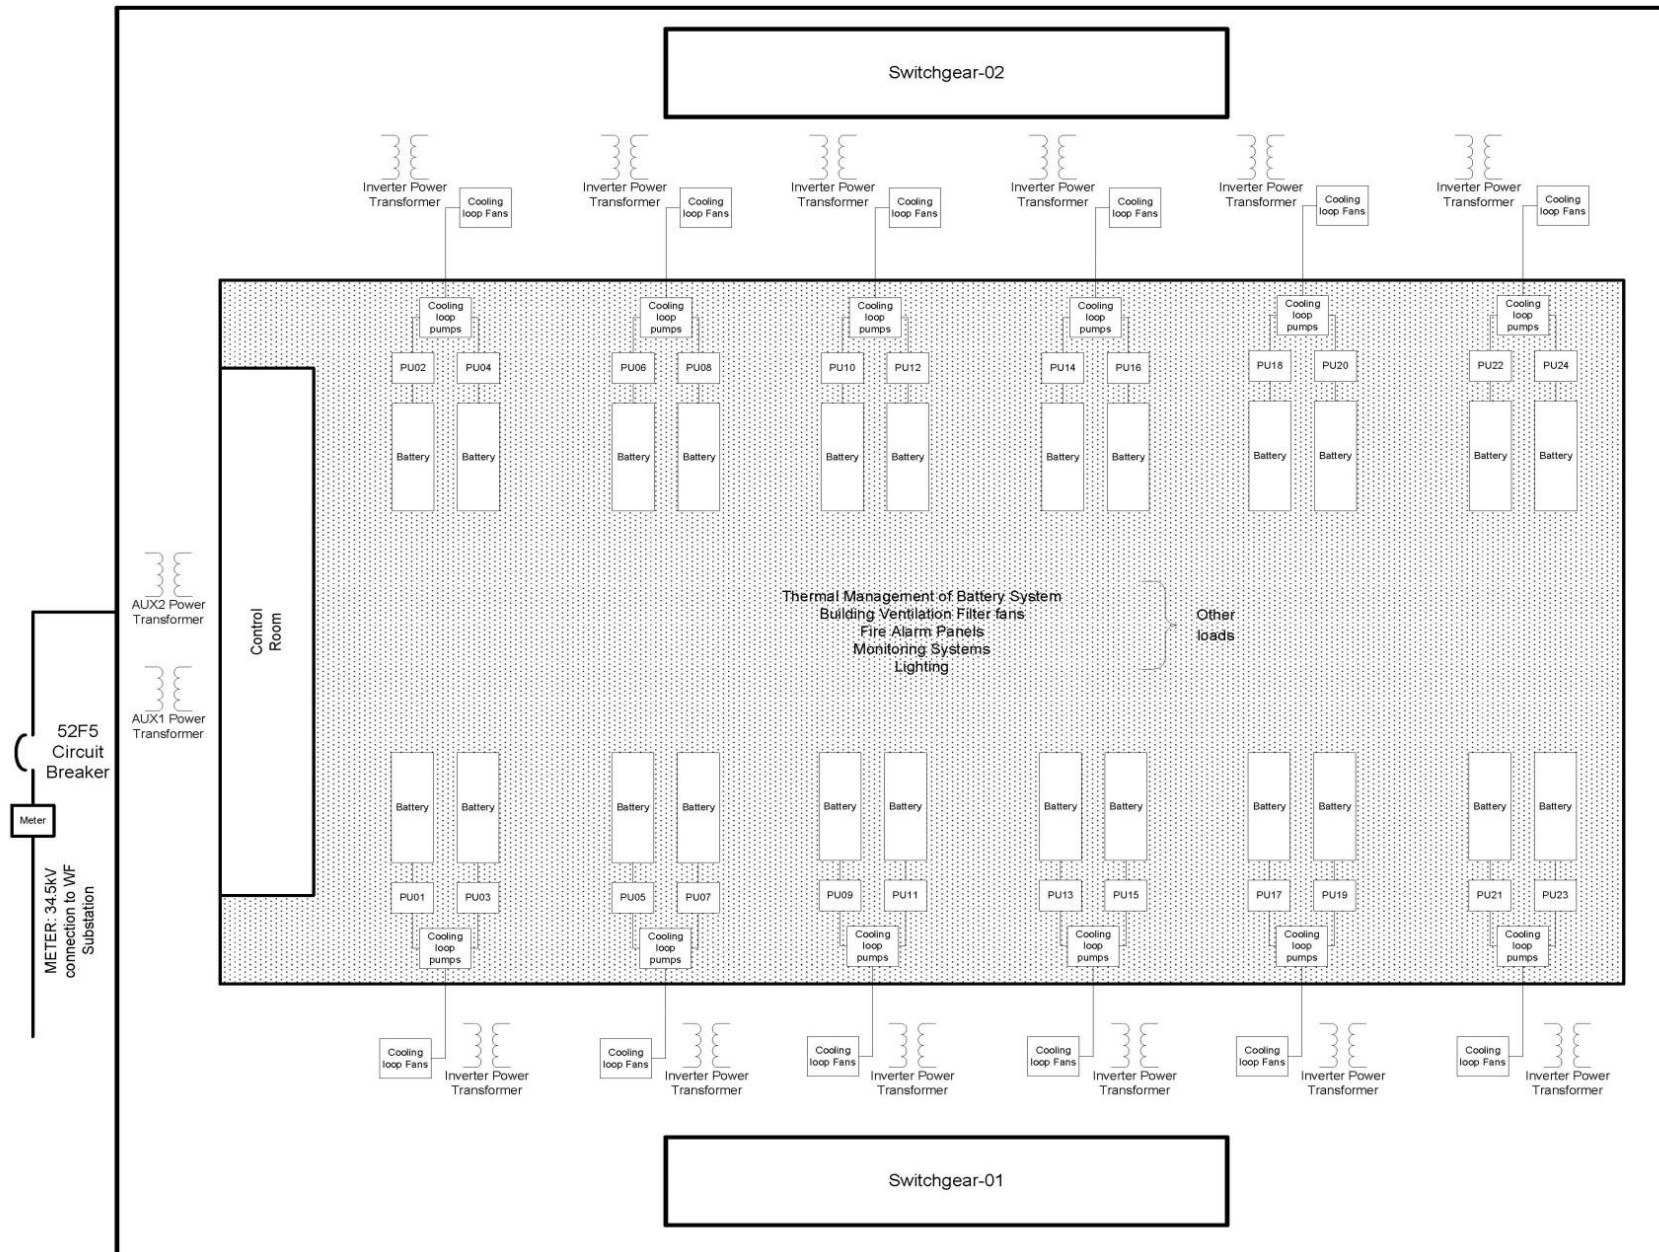 Switchgear-02
Inverter Power
Transformer
Inverter Power
Transformer
Inverter Power
Transformer
Inverter Power
Transformer
Inverter Power
Transformer
Inverter Power
Transformer
Cooling
loop Fans
Cooling
loop Fans
Cooling
loop Fans
Cooling
loop Fans
Cooling
loop Fans
Cooling
loop Fans
Cooling
loop
pumps
Cooling
loop
pumps
Cooling
loop
pumps
Cooling
loop
pumps
Cooling
loop
pumps
Cooling
loop
pumps
PU02
PU04
PU06
PU08
PU10
PU12
PU14
PU16
PU18
PU20
PU22
PU24
Battery
Battery
Battery
Battery
Battery
Battery
Battery
Battery
Battery
Battery
Battery
Battery
AUX2 Power
Transformer
AUX1 Power
Transformer
Control
Room
Thermal Management of Battery System
Building Ventilation Filter fans
Fire Alarm Panels
Monitoring Systems
Lighting
Other
loads
52F5
Circuit
Breaker
Meter
METER: 34.5kV
connection to WF
Substation
Battery
Battery
Battery
Battery
Battery
Battery
Battery
Battery
Battery
Battery
Battery
Battery
PU01
PU03
PU05
PU07
PU09
PU11
PU13
PU15
PU17
PU19
PU21
PU23
Cooling
loop
pumps
Cooling
loop
pumps
Cooling
loop
pumps
Cooling
loop
pumps
Cooling
loop
pumps
Cooling
loop
pumps
Cooling
loop Fans
Cooling
loop Fans
Cooling
loop Fans
Cooling
loop Fans
Cooling
loop Fans
Cooling
loop Fans
Inverter Power
Transformer
Inverter Power
Transformer
Inverter Power
Transformer
Inverter Power
Transformer
Inverter Power
Transformer
Inverter Power
Transformer
Switchgear-01